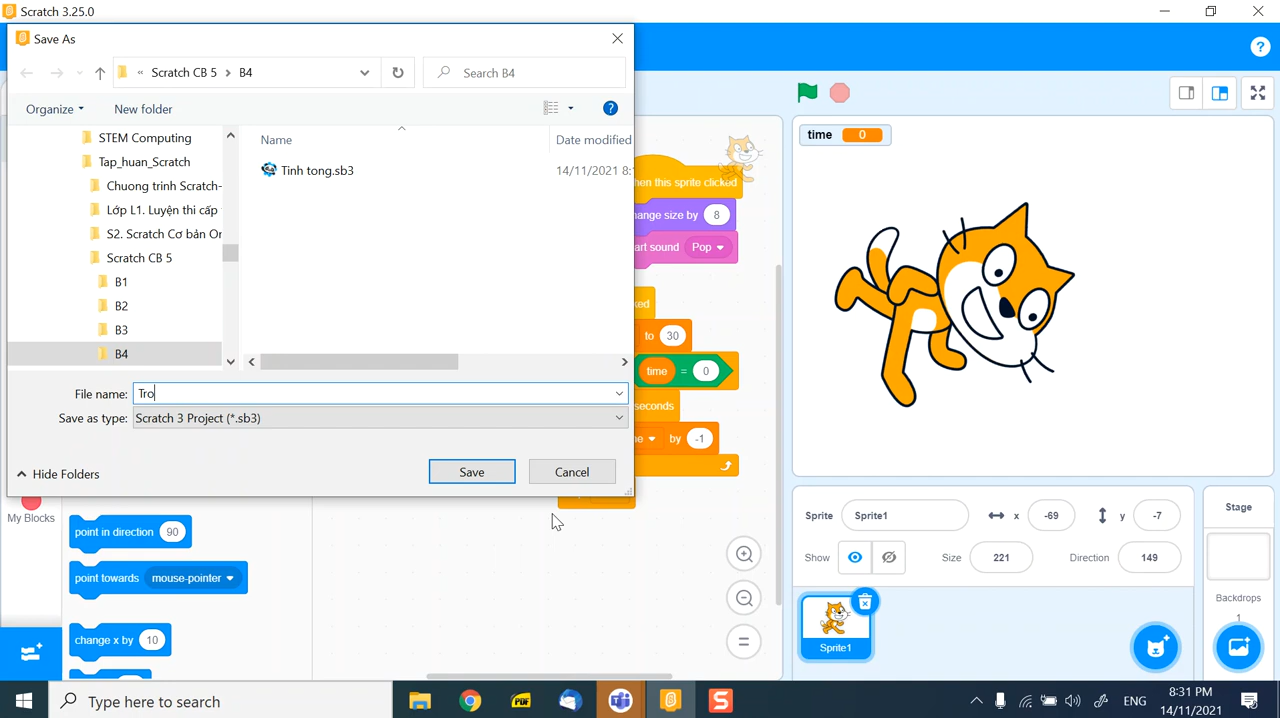 Scratch 3.25.0
Save As
« Scratch CB 5 > B4
Search B4
Organize
New folder
STEM Computing
Tap_huan_Scratch
Chuong trinh Scratch-
Lớp L1. Luyện thi cấp
S2. Scratch Cơ bản On
Scratch CB 5
B1
B2
B3
B4
Name
Date modified
Tinh tong.sb3
14/11/2021 8:
File name:
Tro
Save as type:
Scratch 3 Project (*.sb3)
Hide Folders
Save
Cancel
en this sprite clicked
ange size by 8
art sound Pop
ked
to 30
time = 0
seconds
e by -1
My Blocks
point in direction 90
point towards mouse-pointer
change x by 10
time 0
Sprite
Sprite1
x -69
y -7
Show
Size 221
Direction 149
Sprite1
Stage
Backdrops
1
Type here to search
PDF
ENG
8:31 PM
14/11/2021